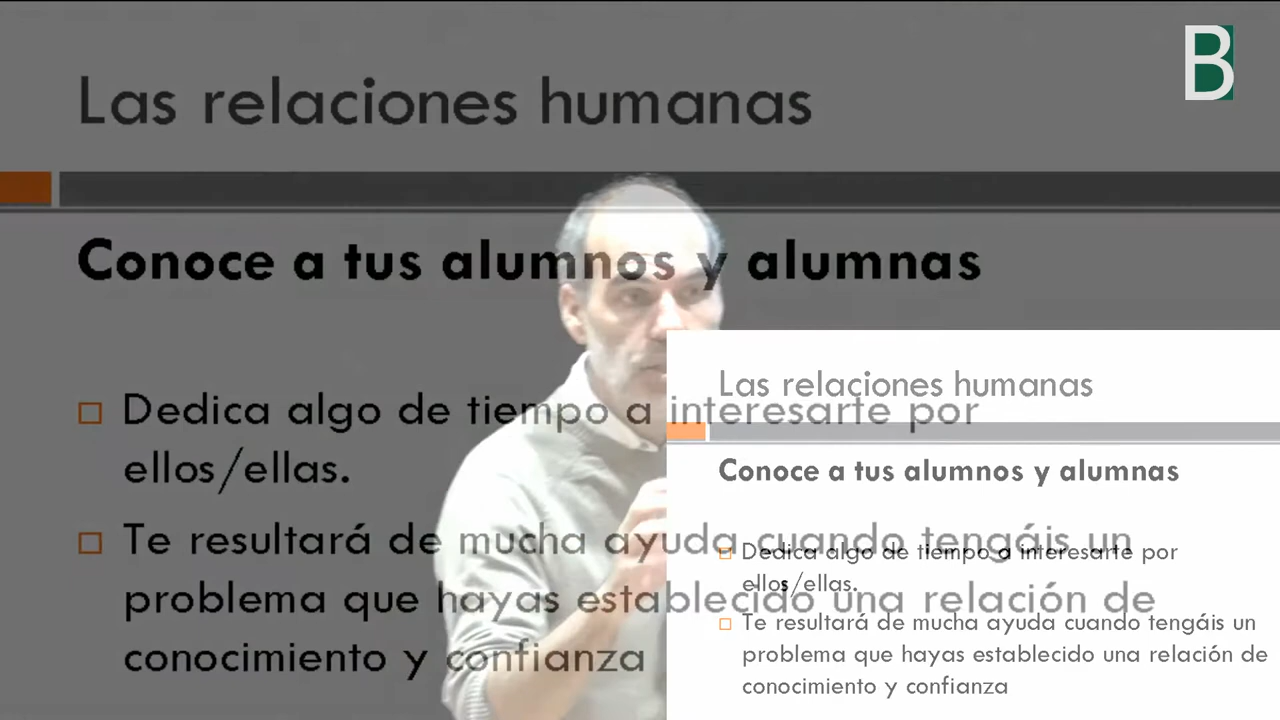 B
Las relaciones humanas
Conoce a tus alumnos y alumnas
Dedica algo de tiempo a interesarte por
ellos/ellas.
Te resultará de mucha ayuda cuando tengáis un
problema que hayas establecido una relación de
conocimiento y confianza
Las relaciones humanas
Conoce a tus alumnos y alumnas
Dedica algo de tiempo a interesarte por
ellos/ellas.
Te resultará de mucha ayuda cuando tengáis un
problema que hayas establecido una relación de
conocimiento y confianza